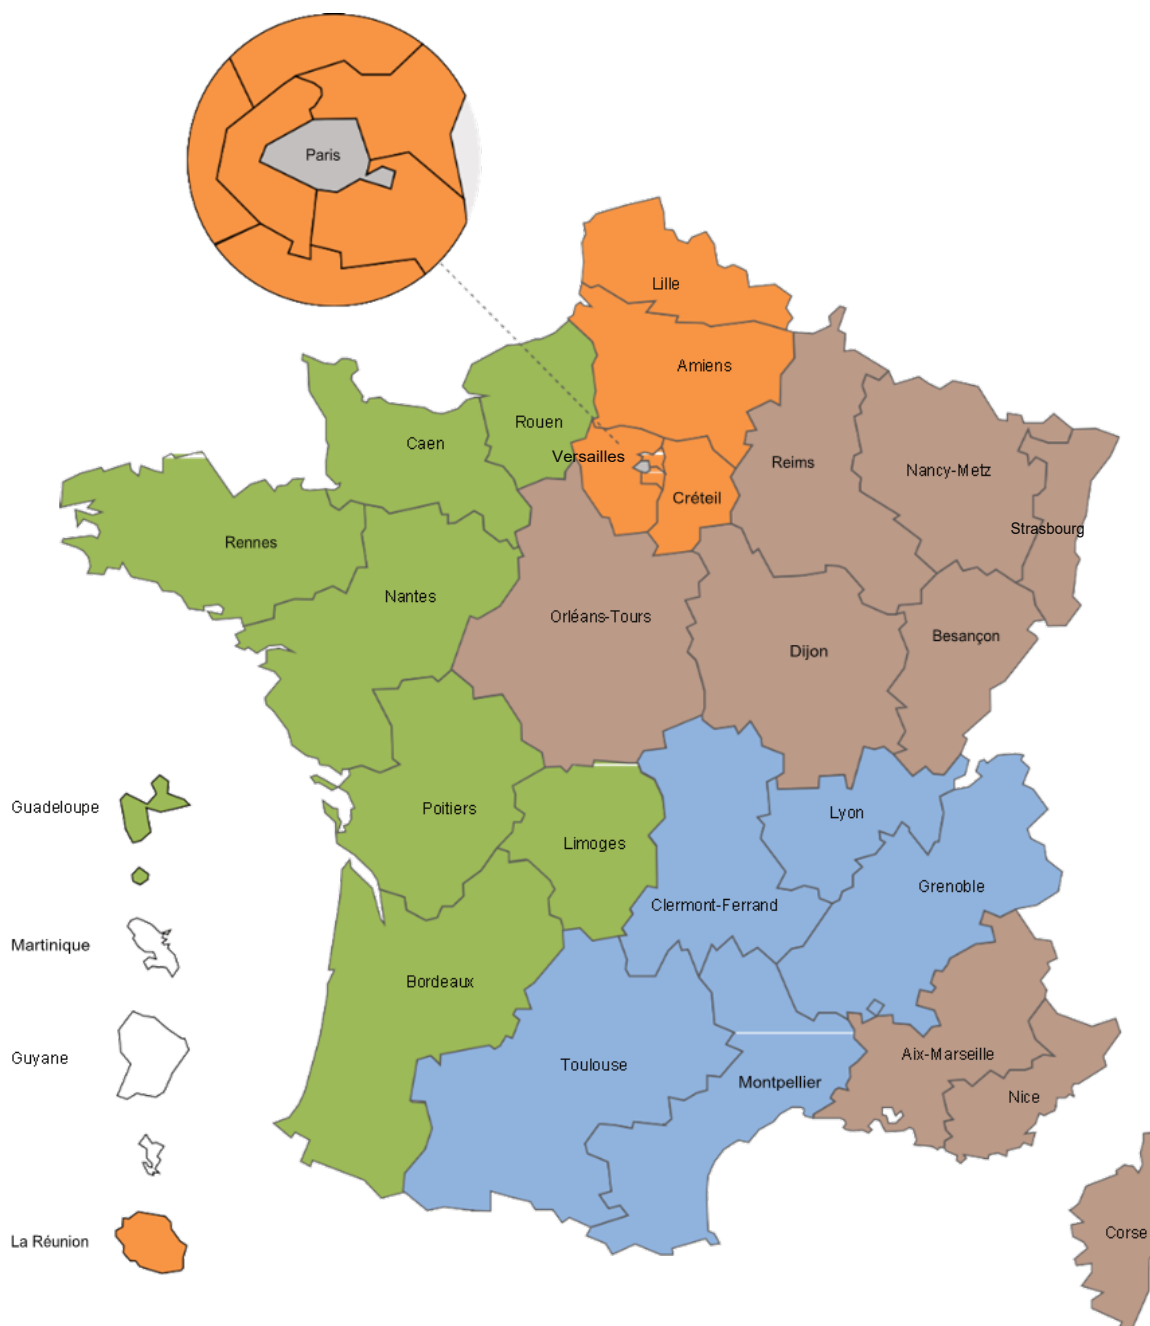 Paris
Lille
Amiens
Rouen
Caen
Versailles
Reims
Nancy-Metz
Créteil
Strasbourg
Rennes
Nantes
Orléans-Tours
Besançon
Dijon
Guadeloupe
Poitiers
Lyon
Limoges
Grenoble
Clermont-Ferrand
Martinique
Bordeaux
Guyane
Toulouse
Aix-Marseille
Montpellier
Nice
La Réunion
Corse